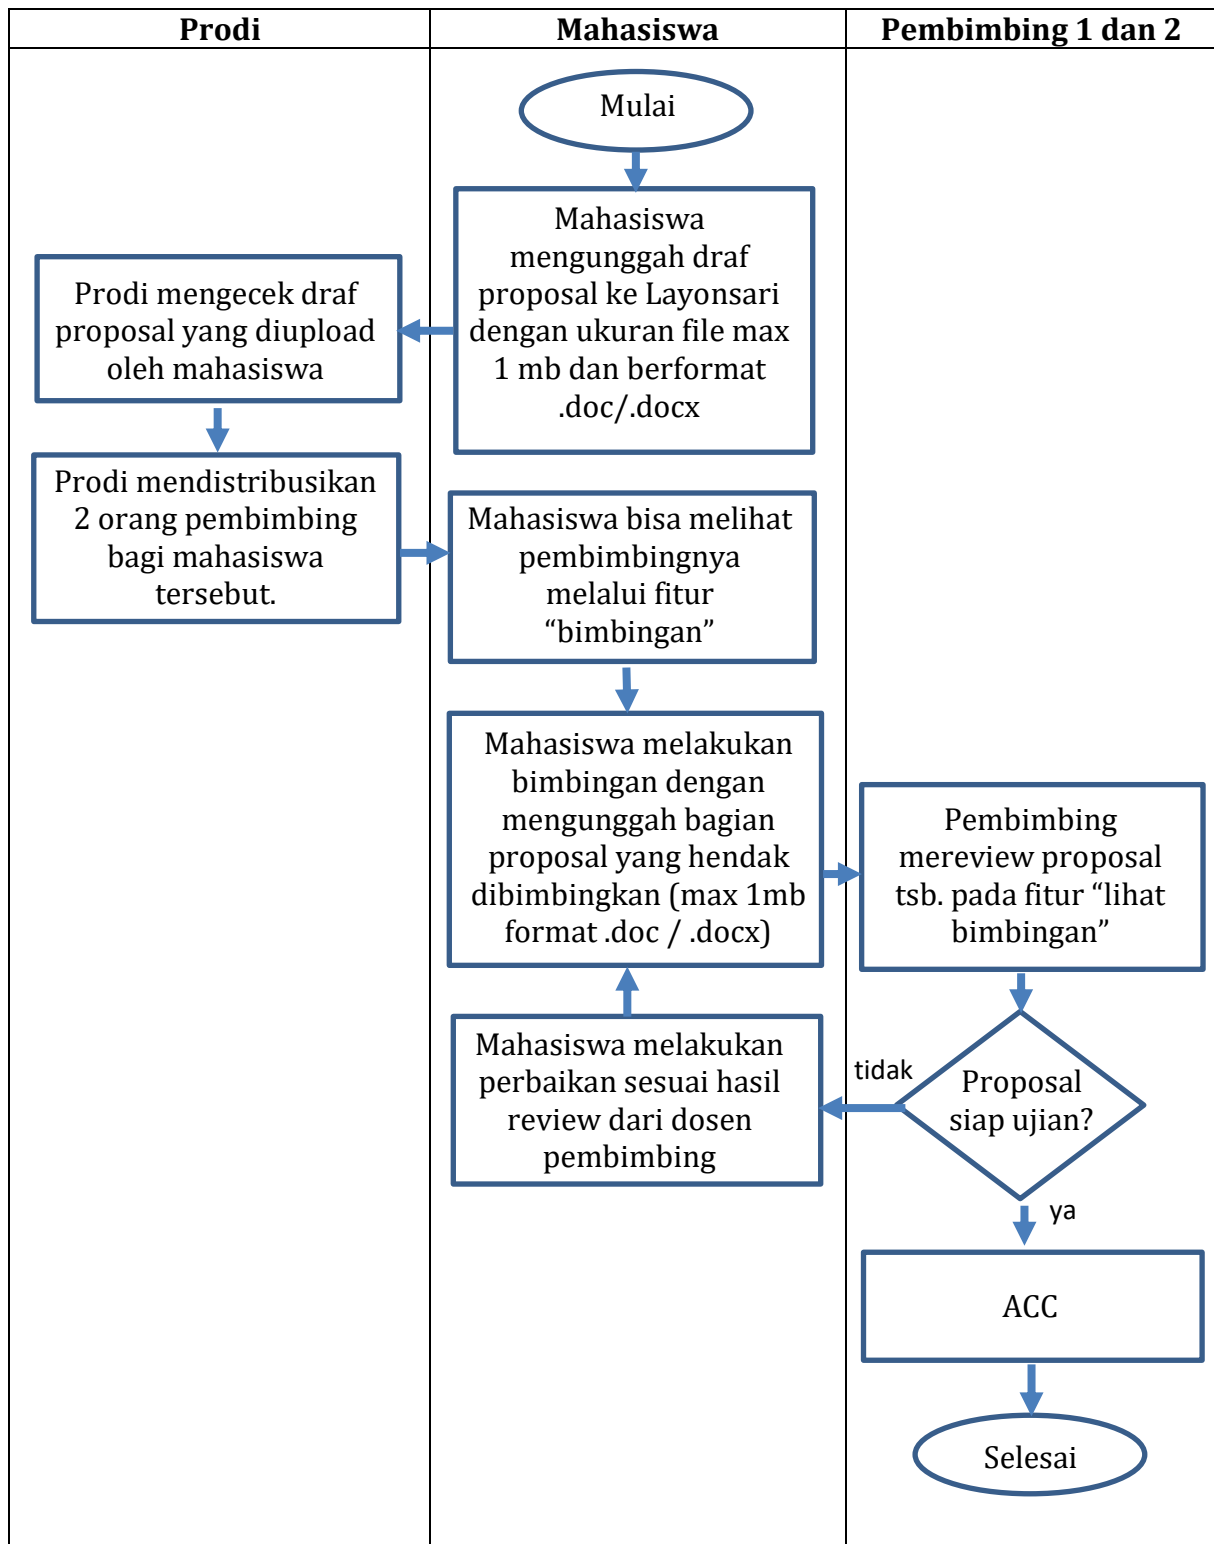 Prodi
Mahasiswa
Pembimbing 1 dan 2
Mulai
Mahasiswa
mengunggah draf
proposal ke Layonsari
dengan ukuran file max
1 mb dan berformat
.doc/.docx
Prodi mengecek draf
proposal yang diupload
oleh mahasiswa
Prodi mendistribusikan
2 orang pembimbing
bagi mahasiswa
tersebut.
Mahasiswa bisa melihat
pembimbingnya
melalui fitur
“bimbingan”
Mahasiswa melakukan
bimbingan dengan
mengunggah bagian
proposal yang hendak
dibimbingkan (max 1mb
format .doc / .docx)
Pembimbing
mereview proposal
tsb. pada fitur “lihat
bimbingan”
Proposal
siap ujian?
tidak
Mahasiswa melakukan
perbaikan sesuai hasil
review dari dosen
pembimbing
ya
ACC
Selesai